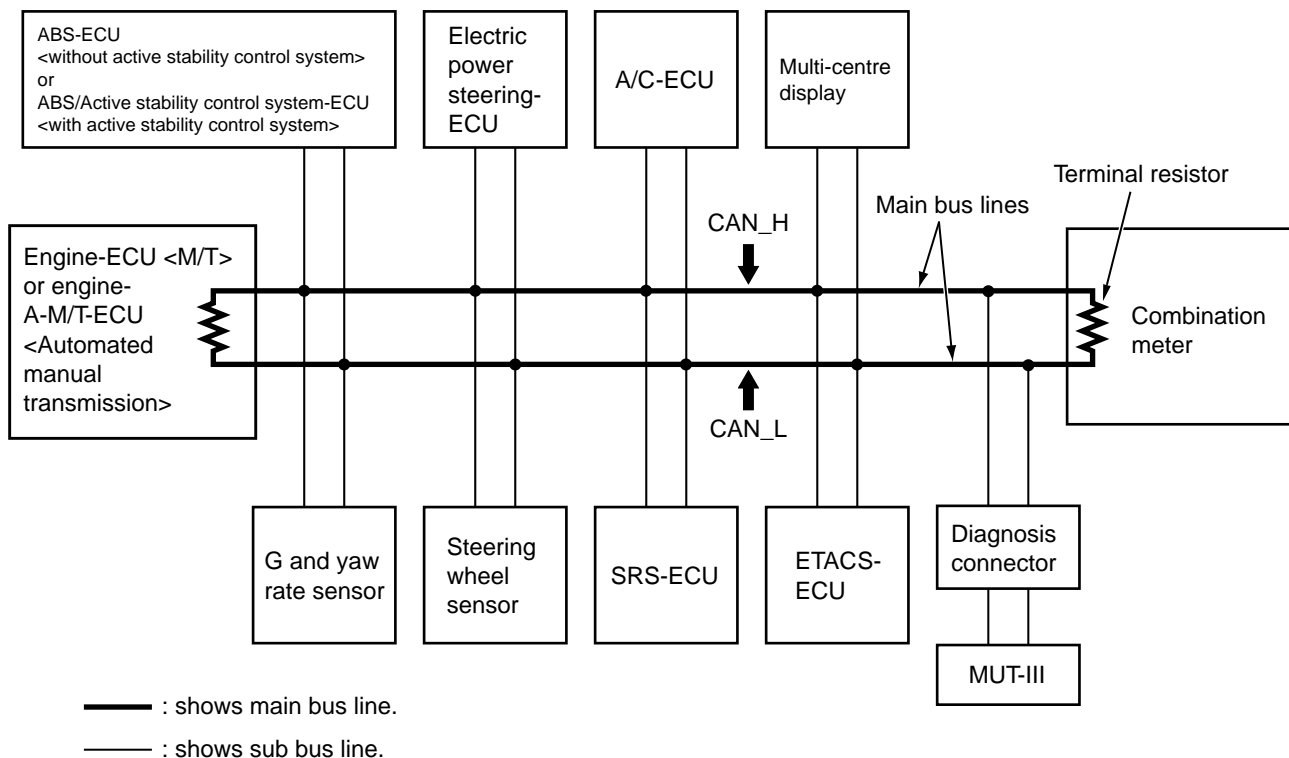 ABS-ECU
<without active stability control system>
or
ABS/Active stability control system-ECU
<with active stability control system>
Electric
power
steering-
ECU
A/C-ECU
Multi-centre
display
Terminal resistor
Main bus lines
CAN_H
Engine-ECU <M/T>
or engine-
A-M/T-ECU
<Automated
manual
transmission>
Combination
meter
CAN_L
G and yaw
rate sensor
Steering
wheel
sensor
SRS-ECU
ETACS-
ECU
Diagnosis
connector
MUT-III
: shows main bus line.
: shows sub bus line.